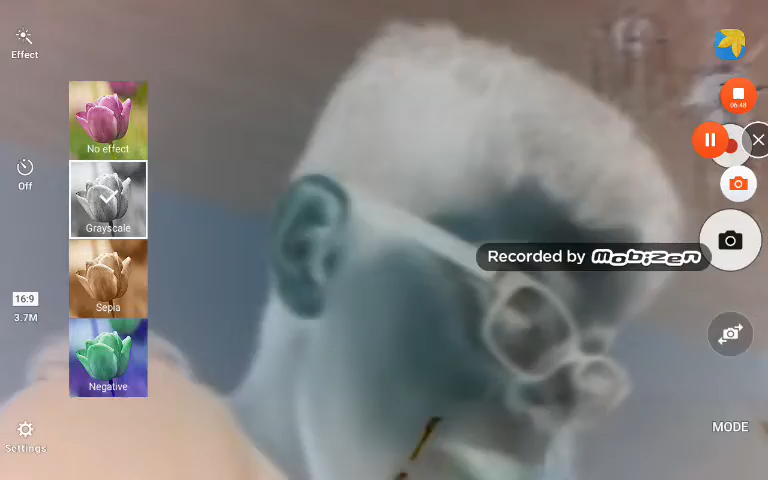 Effect
No effect
06:48
Off
Grayscale
Recorded by Mobizen
Sepia
16:9
3.7M
Negative
MODE
Settings